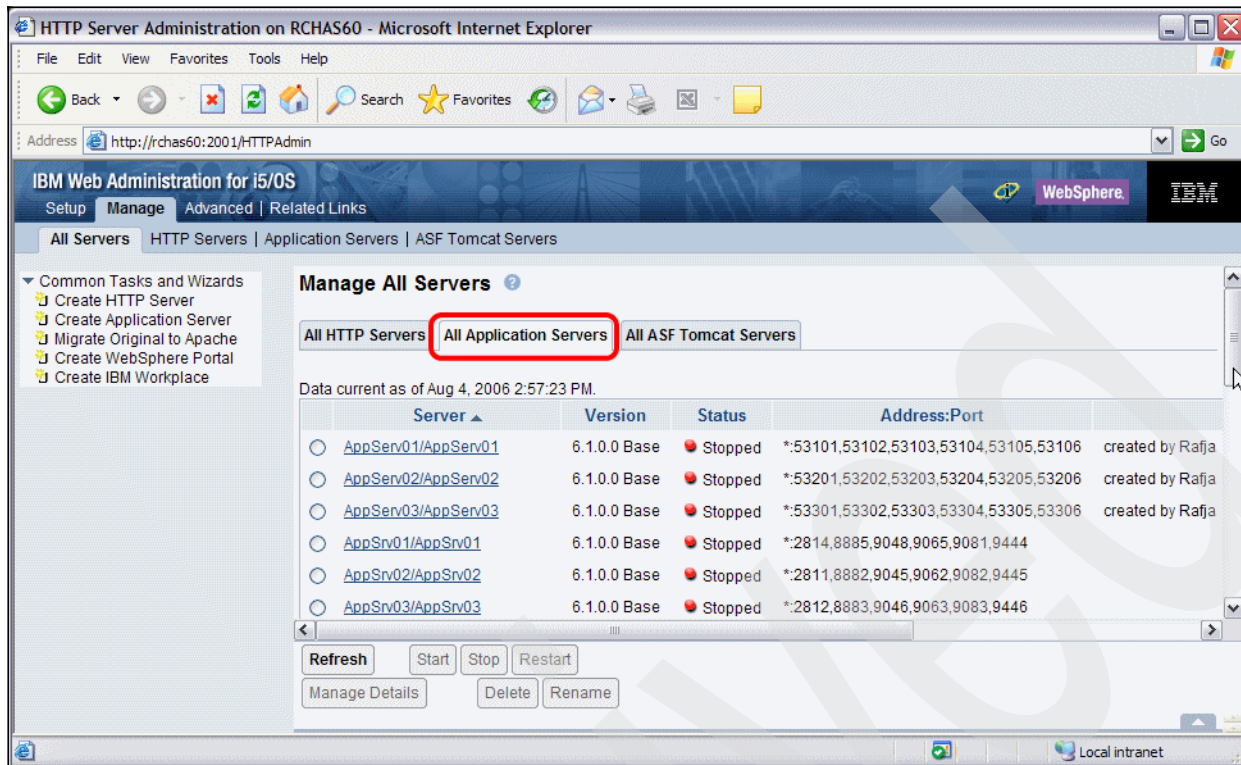 HTTP Server Administration on RCHAS60 - Microsoft Internet Explorer
File Edit View Favorites Tools Help
Back Search Favorites
Address http://rchas60:2001/HTTPAdmin Go
IBM Web Administration for i5/OS
WebSphere. IBM
Setup Manage Advanced | Related Links
All Servers HTTP Servers | Application Servers | ASF Tomcat Servers
Common Tasks and Wizards
Create HTTP Server
Create Application Server
Migrate Original to Apache
Create WebSphere Portal
Create IBM Workplace
Manage All Servers
All HTTP Servers All Application Servers All ASF Tomcat Servers
Data current as of Aug 4, 2006 2:57:23 PM.
Server Version Status Address:Port
AppServ01/AppServ01 6.1.0.0 Base Stopped *:53101,53102,53103,53104,53105,53106 created by Rafja
AppServ02/AppServ02 6.1.0.0 Base Stopped *:53201,53202,53203,53204,53205,53206 created by Rafja
AppServ03/AppServ03 6.1.0.0 Base Stopped *:53301,53302,53303,53304,53305,53306 created by Rafja
AppSrv01/AppSrv01 6.1.0.0 Base Stopped *:2814,8885,9048,9065,9081,9444
AppSrv02/AppSrv02 6.1.0.0 Base Stopped *:2811,8882,9045,9062,9082,9445
AppSrv03/AppSrv03 6.1.0.0 Base Stopped *:2812,8883,9046,9063,9083,9446
Refresh Start Stop Restart
Manage Details Delete Rename
Local intranet